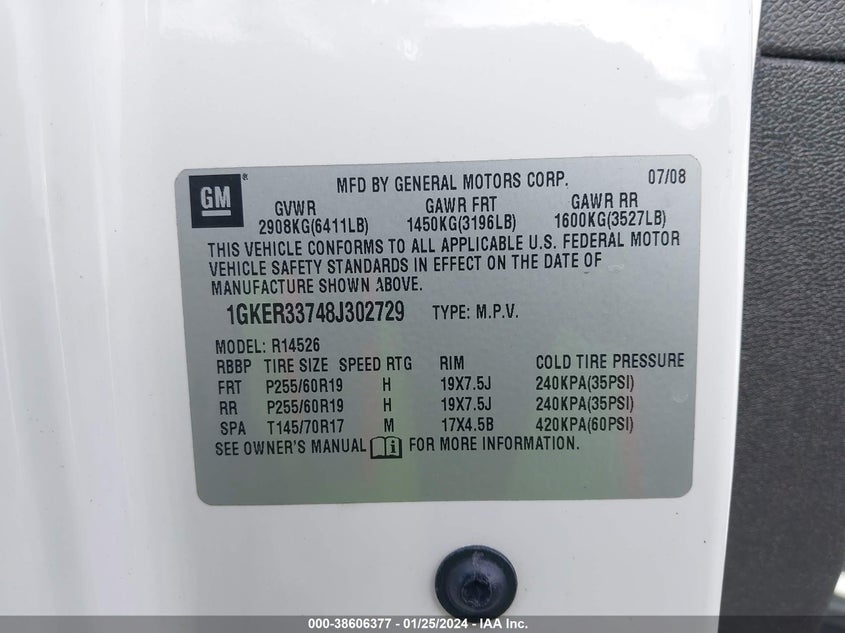 GM ®
MFD BY GENERAL MOTORS CORP. 07/08
GVWR GAWR FRT GAWR RR
2908KG(6411LB) 1450KG(3196LB) 1600KG(3527LB)
THIS VEHICLE CONFORMS TO ALL APPLICABLE U.S. FEDERAL MOTOR
VEHICLE SAFETY STANDARDS IN EFFECT ON THE DATE OF
MANUFACTURE SHOWN ABOVE.
1GKER33748J302729 TYPE: M.P.V.
MODEL: R14526
RBBP TIRE SIZE SPEED RTG RIM COLD TIRE PRESSURE
FRT P255/60R19 H 19X7.5J 240KPA(35PSI)
RR P255/60R19 H 19X7.5J 240KPA(35PSI)
SPA T145/70R17 M 17X4.5B 420KPA(60PSI)
SEE OWNER'S MANUAL i FOR MORE INFORMATION.
000-38606377 - 01/25/2024 - IAA Inc.